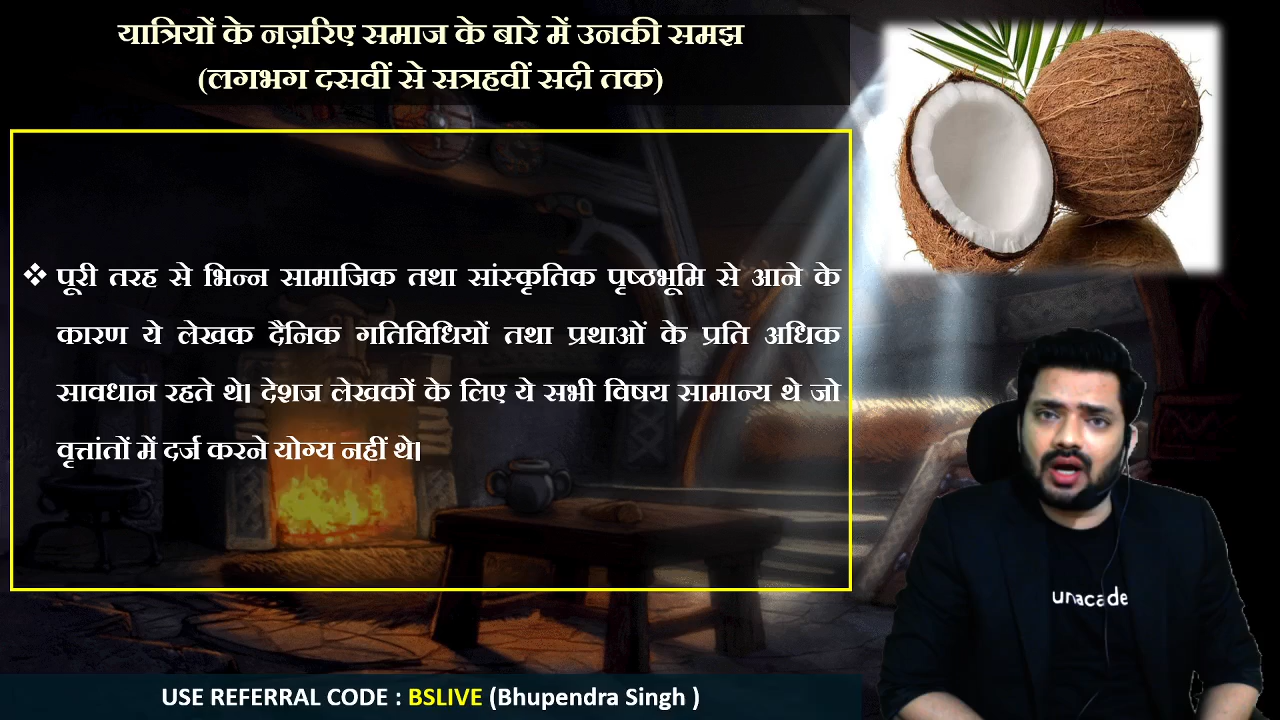 यात्रियों के नज़रिए समाज के बारे में उनकी समझ
(लगभग दसवीं से सत्रहवीं सदी तक)
❖ पूरी तरह से भिन्न सामाजिक तथा सांस्कृतिक पृष्ठभूमि से आने के
कारण ये लेखक दैनिक गतिविधियों तथा प्रथाओं के प्रति अधिक
सावधान रहते थे। देशज लेखकों के लिए ये सभी विषय सामान्य थे जो
वृत्तांतों में दर्ज करने योग्य नहीं थे।
unacade
USE REFERRAL CODE : BSLIVE (Bhupendra Singh )